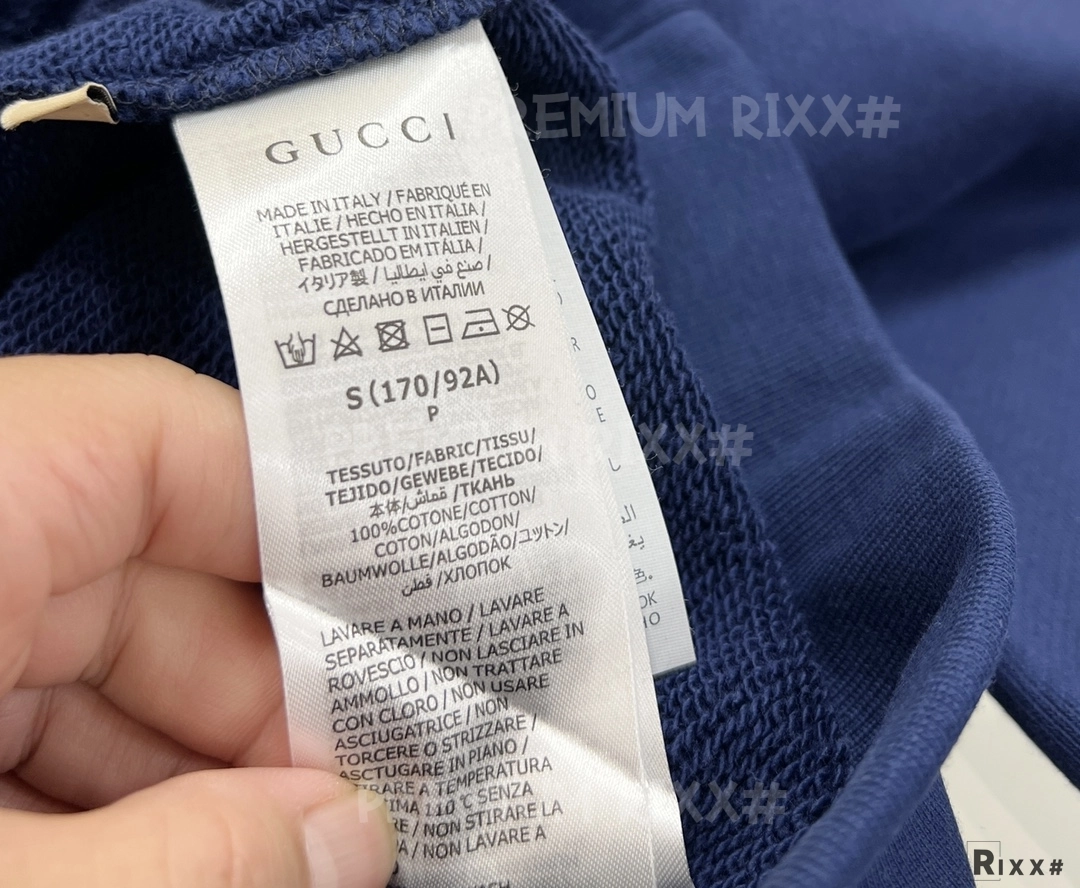 PREMIUM RIXX#
GUCCI
MADE IN ITALY / FABRIQUÉ EN
ITALIE / HECHO EN ITALIA /
HERGESTELLT IN ITALIEN /
FABRICADO EM ITÁLIA /
イタリア製 / صنع في ايطاليا /
СДЕЛАНО В ИТАЛИИ
S (170/92A)
P
TESSUTO/FABRIC/TISSU/
TEJIDO/GEWEBE/TECIDO/
本体/قماش/ТКАНЬ
100%COTONE/COTTON/
COTON/ALGODON/
BAUMWOLLE/ALGODÃO/コットン/
قطن/ХЛОПОК
LAVARE A MANO / LAVARE
SEPARATAMENTE / LAVARE A
ROVESCIO / NON LASCIARE IN
AMMOLLO / NON TRATTARE
CON CLORO / NON USARE
ASCIUGATRICE / NON
TORCERE O STRIZZARE /
ASCTUGARE IN PIANO /
A TEMPERATURA
110°C SENZA
/ NON STIRARE LA
/ NON LAVARE A
RIXX#